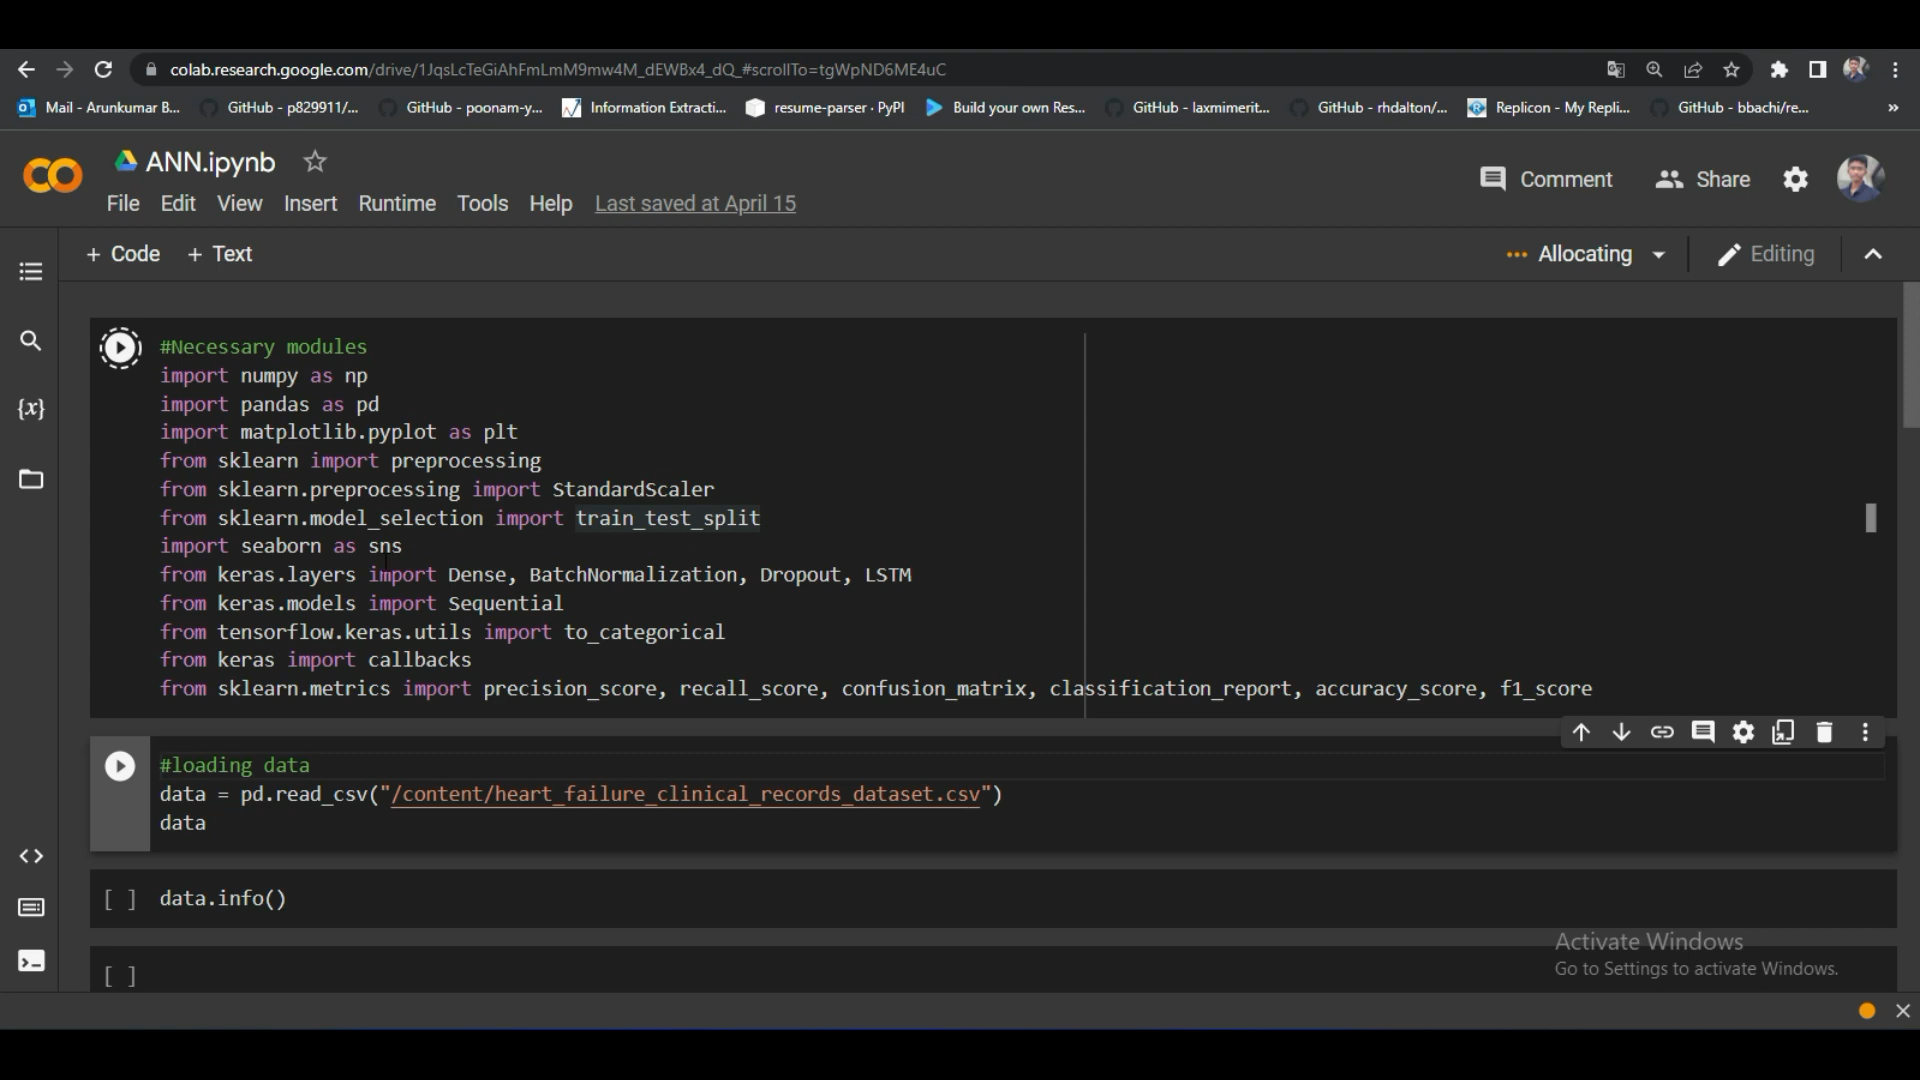 colab.research.google.com/drive/1JqsLcTeGiAhFmLmM9mw4M_dEWBx4_dQ_#scrollTo=tgWpND6ME4uC
Mail - Arunkumar B... GitHub - p829911/... GitHub - poonam-y... Information Extracti... resume-parser · PyPI Build your own Res... GitHub - laxmimerit... GitHub - rhdalton/... Replicon - My Repli... GitHub - bbachi/re... »
CO ANN.ipynb
File Edit View Insert Runtime Tools Help Last saved at April 15
Comment Share
+ Code + Text Allocating Editing
#Necessary modules
import numpy as np
import pandas as pd
import matplotlib.pyplot as plt
from sklearn import preprocessing
from sklearn.preprocessing import StandardScaler
from sklearn.model_selection import train_test_split
import seaborn as sns
from keras.layers import Dense, BatchNormalization, Dropout, LSTM
from keras.models import Sequential
from tensorflow.keras.utils import to_categorical
from keras import callbacks
from sklearn.metrics import precision_score, recall_score, confusion_matrix, classification_report, accuracy_score, f1_score
#loading data
data = pd.read_csv("/content/heart_failure_clinical_records_dataset.csv")
data
[ ] data.info()
[ ]
Activate Windows
Go to Settings to activate Windows.